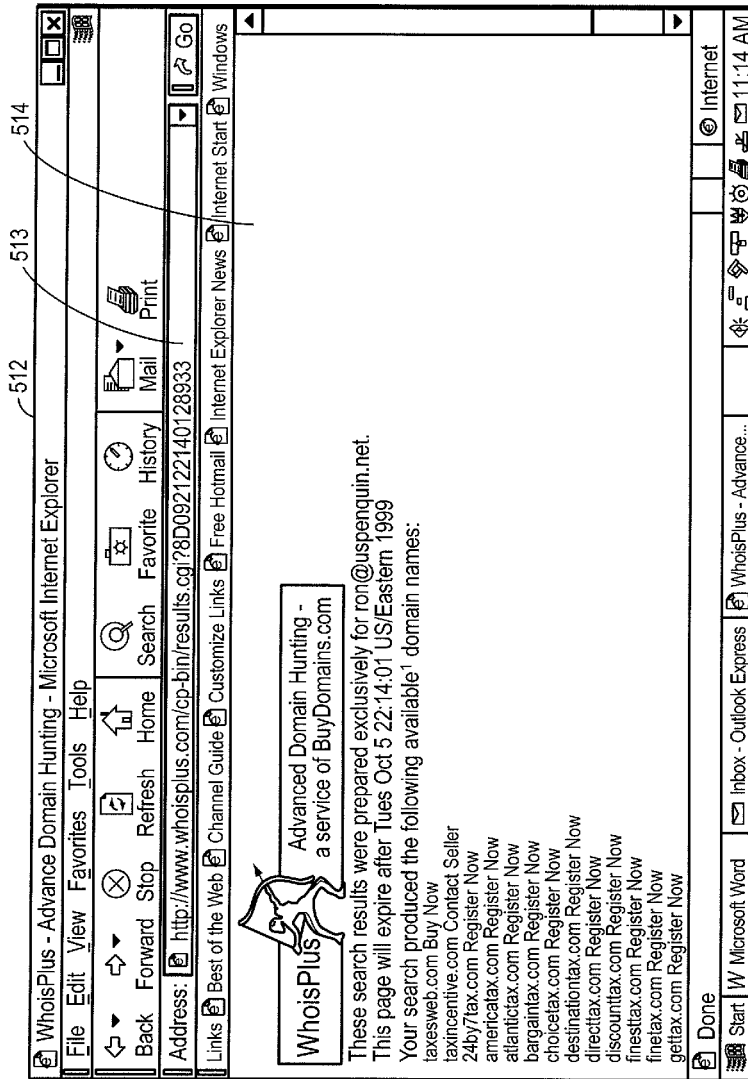 512
513
514
WhoisPlus - Advance Domain Hunting - Microsoft Internet Explorer
File Edit View Favorites Tools Help
Back Forward Stop Refresh Home Search Favorite History Mail Print
Address: http://www.whoisplus.com/cp-bin/results.cgi?8D092122140128933 Go
Links Best of the Web Channel Guide Customize Links Free Hotmail Internet Explorer News Internet Start Windows
WhoisPlus
Advanced Domain Hunting -
a service of BuyDomains.com
These search results were prepared exclusively for ron@uspenquin.net.
This page will expire after Tues Oct 5 22:14:01 US/Eastern 1999
Your search produced the following available¹ domain names:
taxesweb.com Buy Now
taxincentive.com Contact Seller
24by7tax.com Register Now
americatax.com Register Now
atlantictax.com Register Now
bargaintax.com Register Now
choicetax.com Register Now
destinationtax.com Register Now
directtax.com Register Now
discounttax.com Register Now
finesttax.com Register Now
finetax.com Register Now
gettax.com Register Now
Done Internet
Start W Microsoft Word Inbox - Outlook Express WhoisPlus - Advance... 11:14 AM